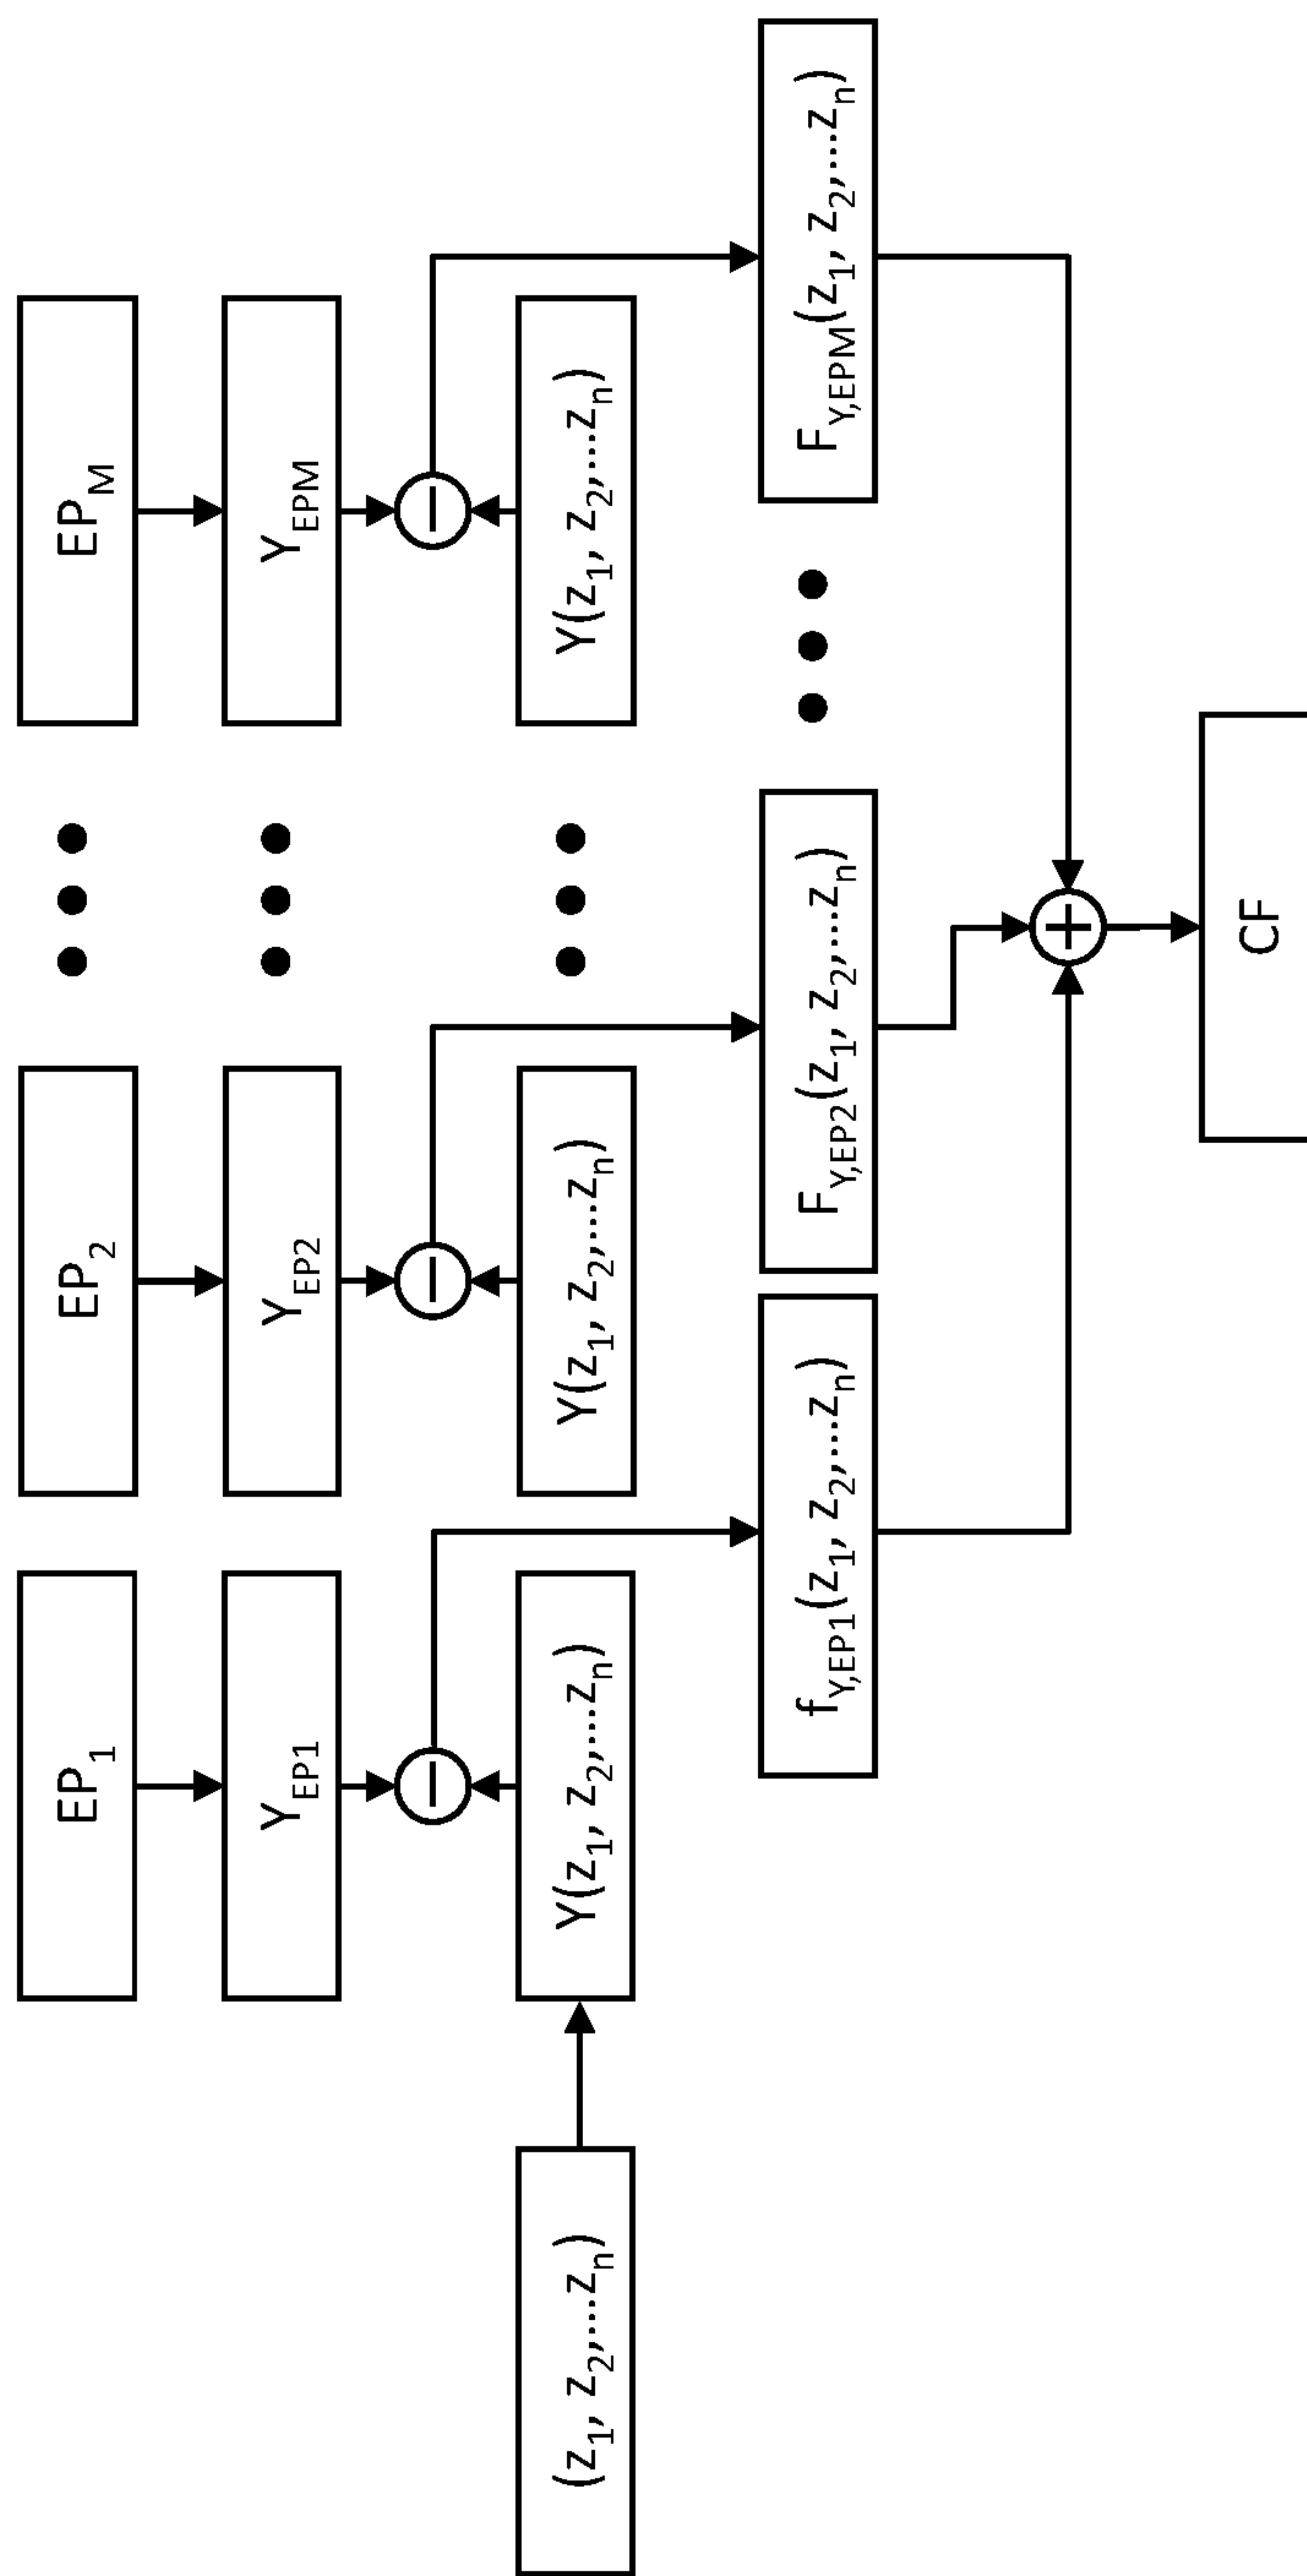 EP1
EP2
EPM
YEP1
YEP2
YEPM
(z1, z2,...zn)
Y(z1, z2,...zn)
Y(z1, z2,...zn)
Y(z1, z2,...zn)
fY,EP1(z1, z2,...zn)
FY,EP2(z1, z2,...zn)
FY,EPM(z1, z2,...zn)
CF